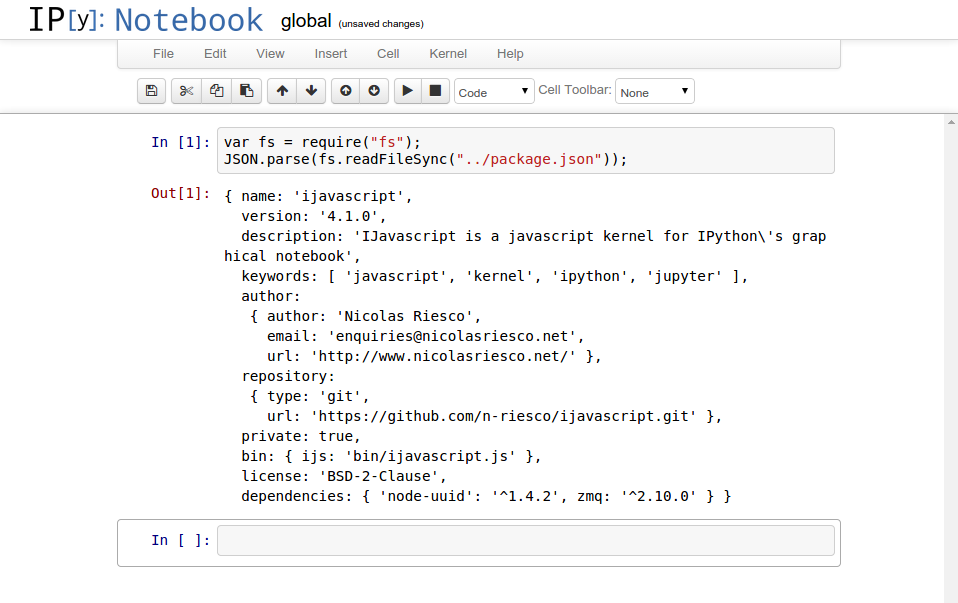 IP[y]: Notebook global (unsaved changes)
File Edit View Insert Cell Kernel Help
Code Cell Toolbar: None
In [1]: var fs = require("fs");
JSON.parse(fs.readFileSync("../package.json"));
Out[1]: { name: 'ijavascript',
version: '4.1.0',
description: 'IJavascript is a javascript kernel for IPython\'s grap
hical notebook',
keywords: [ 'javascript', 'kernel', 'ipython', 'jupyter' ],
author:
{ author: 'Nicolas Riesco',
email: 'enquiries@nicolasriesco.net',
url: 'http://www.nicolasriesco.net/' },
repository:
{ type: 'git',
url: 'https://github.com/n-riesco/ijavascript.git' },
private: true,
bin: { ijs: 'bin/ijavascript.js' },
license: 'BSD-2-Clause',
dependencies: { 'node-uuid': '^1.4.2', zmq: '^2.10.0' } }
In [ ]: